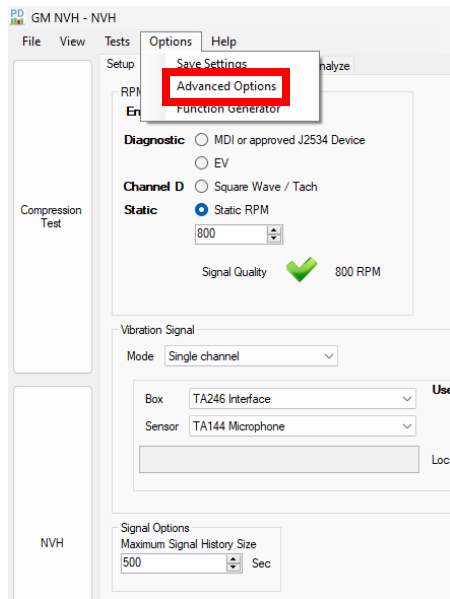 PD GM NVH - NVH
File View Tests Options Help
Setup Save Settings nalyze
Advanced Options
Function Generator
RPM
En
Diagnostic MDI or approved J2534 Device
EV
Channel D Square Wave / Tach
Static Static RPM
800
Signal Quality 800 RPM
Compression
Test
Vibration Signal
Mode Single channel
Box TA246 Interface Use
Sensor TA144 Microphone
Loc
NVH
Signal Options
Maximum Signal History Size
500 Sec